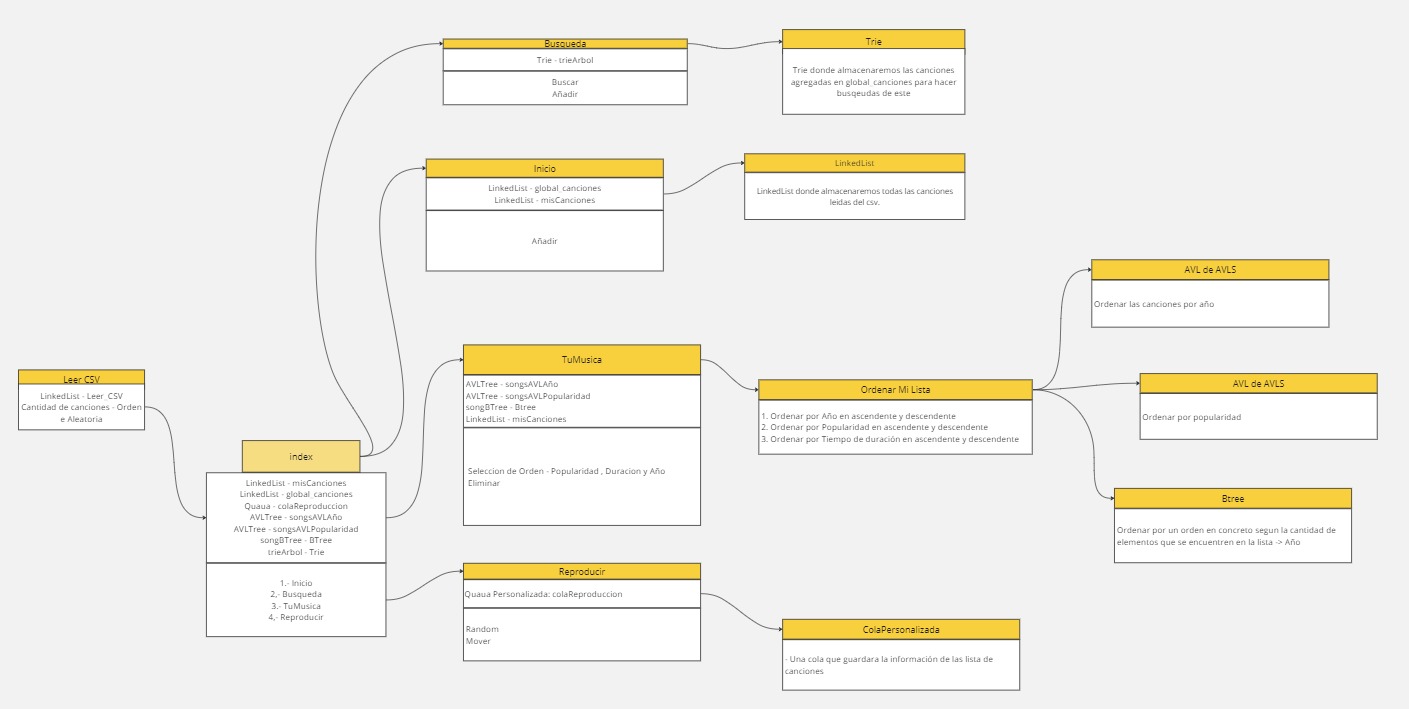 Busqueda
Trie - trieArbol
Buscar
Añadir
Trie
Trie donde almacenaremos las canciones
agregadas en global_canciones para hacer
busqeudas de este
Inicio
LinkedList - global_canciones
LinkedList - misCanciones
Añadir
LinkedList
LinkedList donde almacenaremos todas las canciones
leidas del csv.
Leer CSV
LinkedList - Leer_CSV
Cantidad de canciones - Orden
e Aleatoria
index
LinkedList - misCanciones
LinkedList - global_canciones
Quaua - colaReproduccion
AVLTree - songsAVLAño
AVLTree - songsAVLPopularidad
songBTree - BTree
trieArbol - Trie
1.- Inicio
2,- Busqueda
3.- TuMusica
4,- Reproducir
TuMusica
AVLTree - songsAVLAño
AVLTree - songsAVLPopularidad
songBTree - Btree
LinkedList - misCanciones
Seleccion de Orden - Popularidad , Duracion y Año
Eliminar
Ordenar Mi Lista
1. Ordenar por Año en ascendente y descendente
2. Ordenar por Popularidad en ascendente y descendente
3. Ordenar por Tiempo de duración en ascendente y descendente
AVL de AVLS
Ordenar las canciones por año
AVL de AVLS
Ordenar por popularidad
Btree
Ordenar por un orden en concreto segun la cantidad de
elementos que se encuentren en la lista -> Año
Reproducir
Quaua Personalizada: colaReproduccion
Random
Mover
ColaPersonalizada
- Una cola que guardara la información de las lista de
canciones